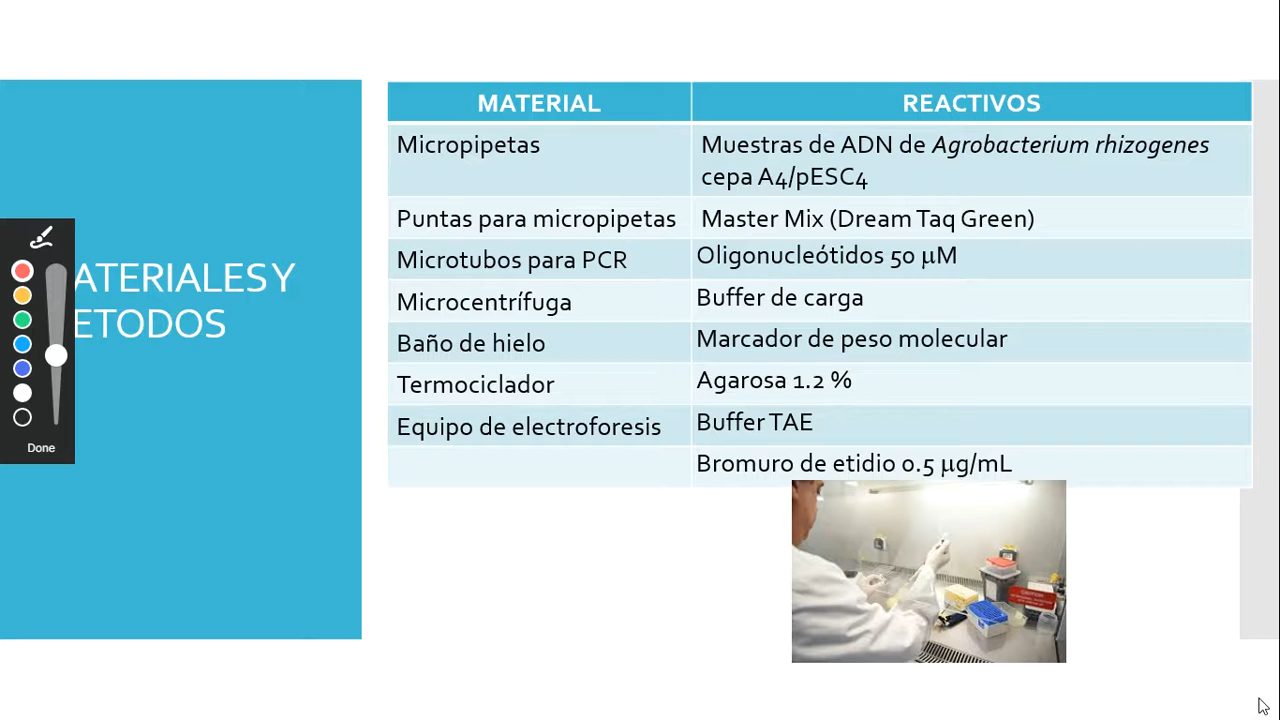 ATERIALES Y
ETODOS
Done
MATERIAL
REACTIVOS
Micropipetas
Muestras de ADN de Agrobacterium rhizogenes
cepa A4/pESC4
Puntas para micropipetas
Master Mix (Dream Taq Green)
Microtubos para PCR
Oligonucleótidos 50 µM
Microcentrífuga
Buffer de carga
Baño de hielo
Marcador de peso molecular
Termociclador
Agarosa 1.2 %
Equipo de electroforesis
Buffer TAE
Bromuro de etidio 0.5 µg/mL